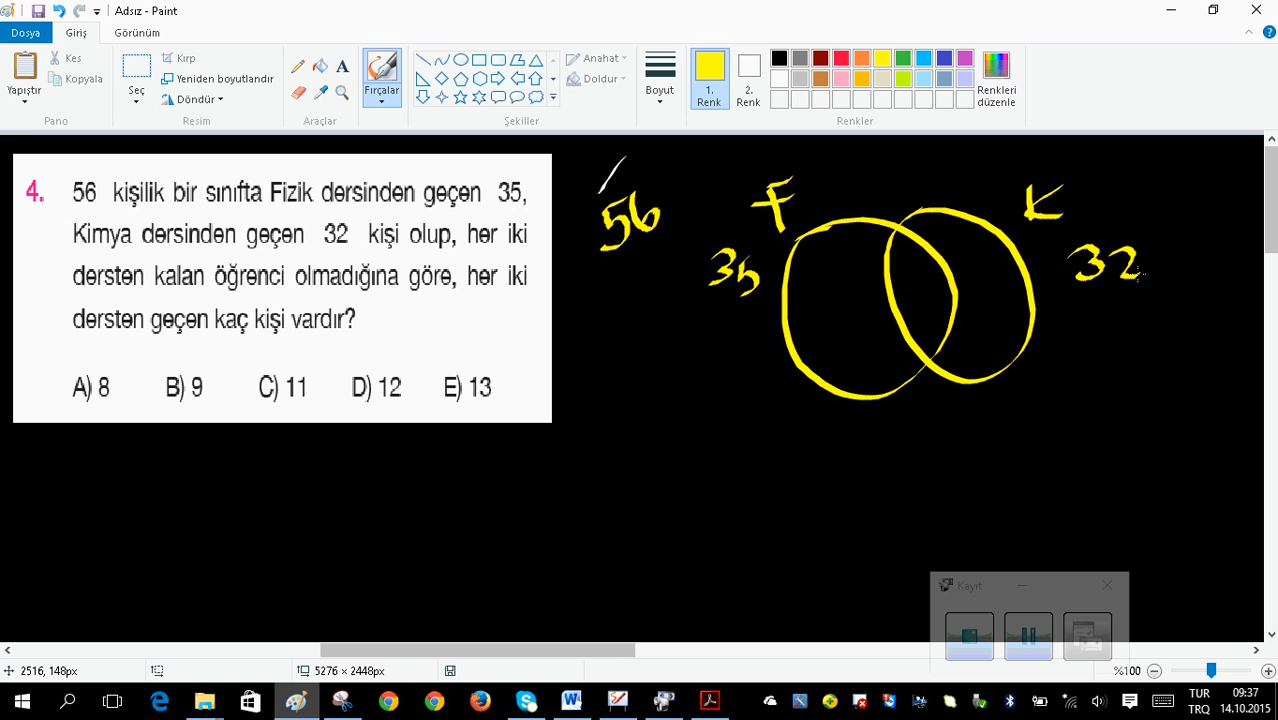 Adsız - Paint
Dosya Giriş Görünüm
Yapıştır
Kes
Kopyala
Pano
Seç
Kırp
Yeniden boyutlandır
Döndür
Resim
Araçlar
Fırçalar
Şekiller
Anahat
Doldur
Boyut
1. Renk
2. Renk
Renkler
Renkleri düzenle
4. 56 kişilik bir sınıfta Fizik dersinden geçen 35,
Kimya dersinden geçen 32 kişi olup, her iki
dersten kalan öğrenci olmadığına göre, her iki
dersten geçen kaç kişi vardır?
A) 8 B) 9 C) 11 D) 12 E) 13
56
F
K
35
32
Kayıt
2516, 148px
5276 × 2448px
%100
TUR 09:37
TRQ 14.10.2015